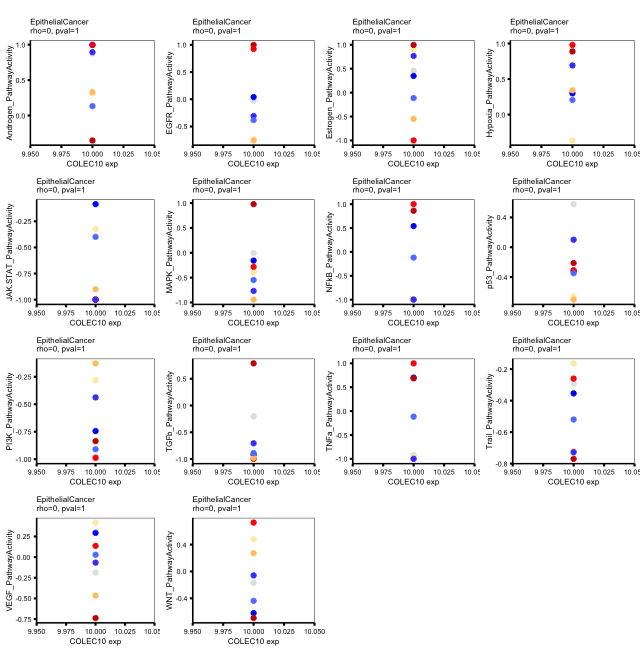 EpithelialCancer
rho=0, pval=1
Androgen_PathwayActivity
1.0
0.5
0.0
9.950 9.975 10.000 10.025 10.050
COLEC10 exp
EpithelialCancer
rho=0, pval=1
EGFR_PathwayActivity
1.0
0.5
0.0
-0.5
9.950 9.975 10.000 10.025 10.050
COLEC10 exp
EpithelialCancer
rho=0, pval=1
Estrogen_PathwayActivity
1.0
0.5
0.0
-0.5
-1.0
9.950 9.975 10.000 10.025 10.050
COLEC10 exp
EpithelialCancer
rho=0, pval=1
Hypoxia_PathwayActivity
1.0
0.5
0.0
9.950 9.975 10.000 10.025 10.050
COLEC10 exp
EpithelialCancer
rho=0, pval=1
JAK-STAT_PathwayActivity
-0.25
-0.50
-0.75
-1.00
9.950 9.975 10.000 10.025 10.05
COLEC10 exp
EpithelialCancer
rho=0, pval=1
MAPK_PathwayActivity
1.0
0.5
0.0
-0.5
-1.0
9.950 9.975 10.000 10.025 10.050
COLEC10 exp
EpithelialCancer
rho=0, pval=1
NFkB_PathwayActivity
1.0
0.5
0.0
-0.5
-1.0
9.950 9.975 10.000 10.025 10.050
COLEC10 exp
EpithelialCancer
rho=0, pval=1
p53_PathwayActivity
0.4
0.0
-0.4
9.950 9.975 10.000 10.025 10.050
COLEC10 exp
EpithelialCancer
rho=0, pval=1
PI3K_PathwayActivity
-0.25
-0.50
-0.75
-1.00
9.950 9.975 10.000 10.025 10.05
COLEC10 exp
EpithelialCancer
rho=0, pval=1
TGFb_PathwayActivity
0.5
0.0
-0.5
-1.0
9.950 9.975 10.000 10.025 10.050
COLEC10 exp
EpithelialCancer
rho=0, pval=1
TNFa_PathwayActivity
1.0
0.5
0.0
-0.5
-1.0
9.950 9.975 10.000 10.025 10.050
COLEC10 exp
EpithelialCancer
rho=0, pval=1
Trail_PathwayActivity
-0.2
-0.4
-0.6
-0.8
9.950 9.975 10.000 10.025 10.050
COLEC10 exp
EpithelialCancer
rho=0, pval=1
VEGF_PathwayActivity
0.25
0.00
-0.25
-0.50
-0.75
9.950 9.975 10.000 10.025 10.05
COLEC10 exp
EpithelialCancer
rho=0, pval=1
WNT_PathwayActivity
0.4
0.0
-0.4
9.950 9.975 10.000 10.025 10.050
COLEC10 exp